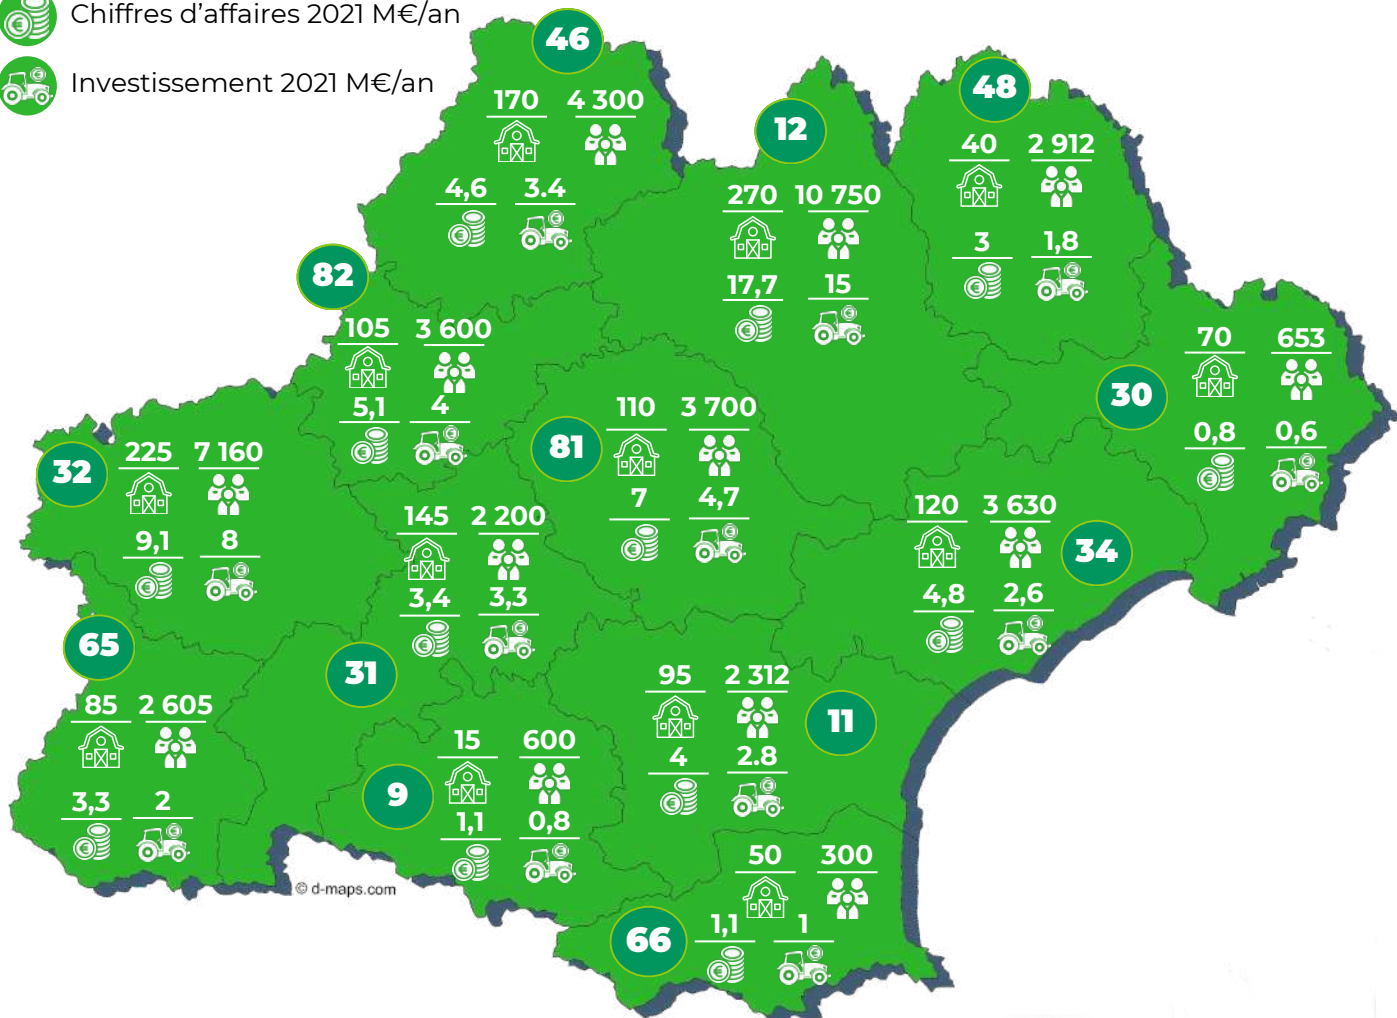 Chiffres d'affaires 2021 M€/an
Investissement 2021 M€/an
46
170 4 300
4,6 3.4
12
270 10 750
17,7 15
48
40 2 912
3 1,8
82
105 3 600
5,1 4
30
70 653
0,8 0,6
32
225 7 160
9,1 8
81
110 3 700
7 4,7
145 2 200
3,4 3,3
31
120 3 630
34
4,8 2,6
65
85 2 605
3,3 2
95 2 312
11
4 2.8
15 600
9
1,1 0,8
© d-maps.com
50 300
66
1,1 1